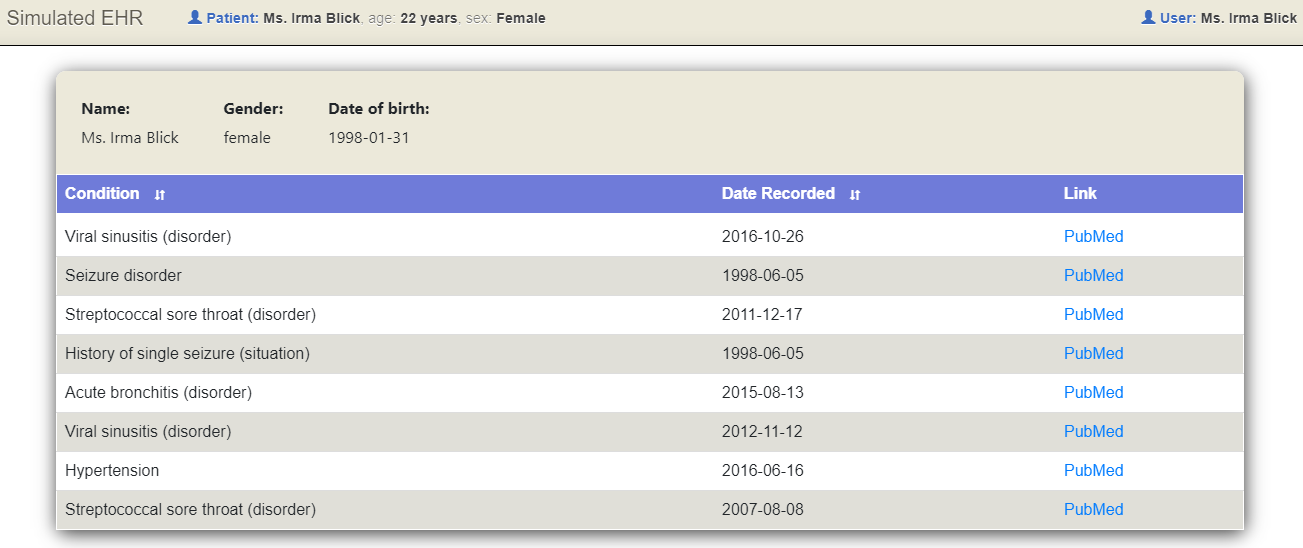 Simulated EHR Patient: Ms. Irma Blick, age: 22 years, sex: Female User: Ms. Irma Blick
Name: Gender: Date of birth:
Ms. Irma Blick female 1998-01-31
Condition Date Recorded Link
Viral sinusitis (disorder) 2016-10-26 PubMed
Seizure disorder 1998-06-05 PubMed
Streptococcal sore throat (disorder) 2011-12-17 PubMed
History of single seizure (situation) 1998-06-05 PubMed
Acute bronchitis (disorder) 2015-08-13 PubMed
Viral sinusitis (disorder) 2012-11-12 PubMed
Hypertension 2016-06-16 PubMed
Streptococcal sore throat (disorder) 2007-08-08 PubMed